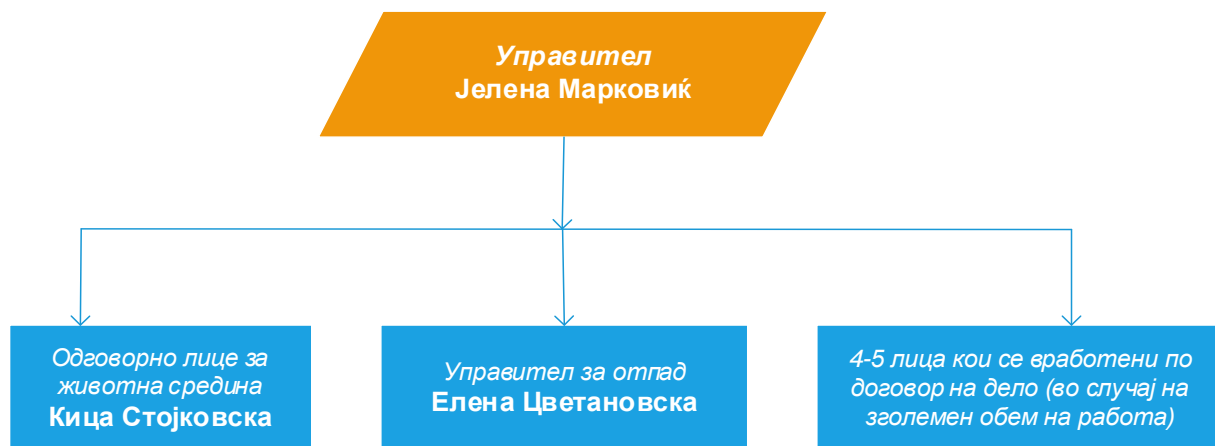 Управител
Јелена Марковиќ
Одговорно лице за
животна средина
Кица Стојковска
Управител за отпад
Елена Цветановска
4-5 лица кои се вработени по
договор на дело (во случај на
зголемен обем на работа)